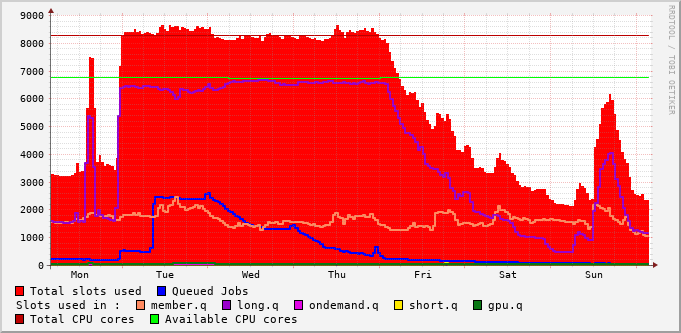 9000
8000
7000
6000
5000
4000
3000
2000
1000
0
Mon Tue Wed Thu Fri Sat Sun
RRDTOOL / TOBI OETIKER
Total slots used Queued Jobs
Slots used in : member.q long.q ondemand.q short.q gpu.q
Total CPU cores Available CPU cores